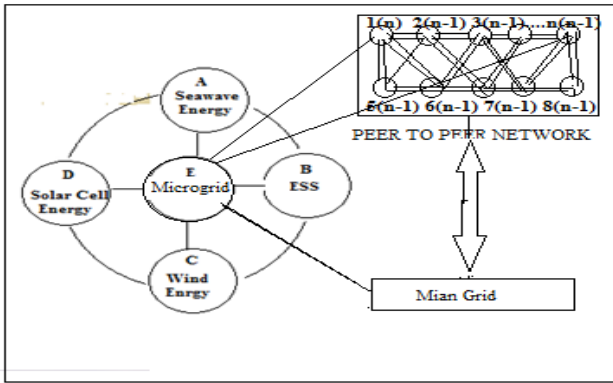 1(n) 2(n-1) 3(n-1)....n(n-1)
5(n-1) 6(n-1) 7(n-1) 8(n-1)
PEER TO PEER NETWORK
A
Seawave
Energy
B
ESS
E
Microgrid
D
Solar Cell
Energy
C
Wind
Enrgy
Mian Grid